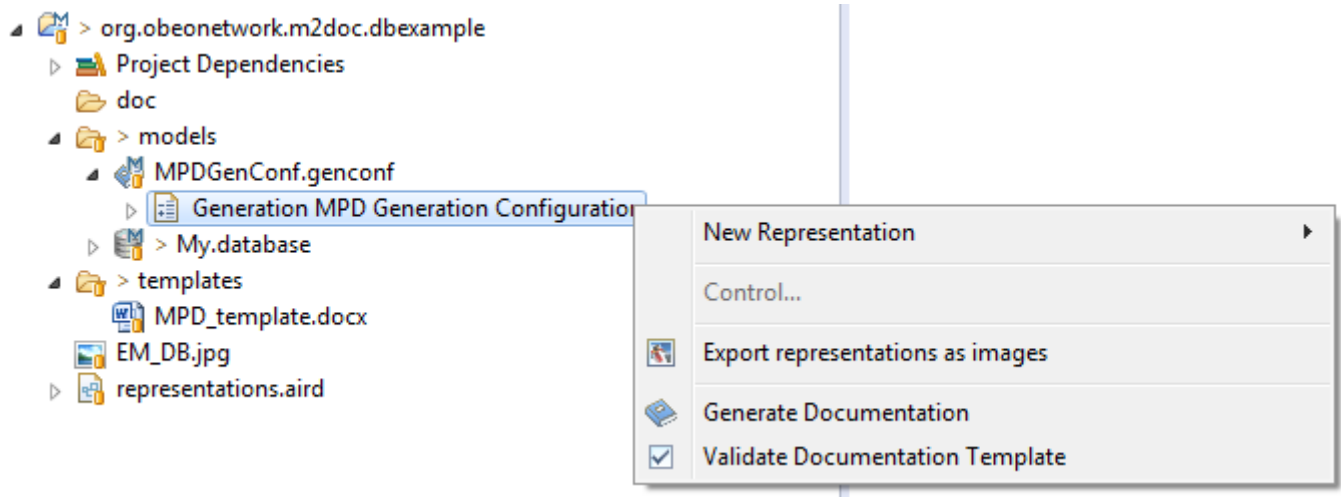 > org.obeonetwork.m2doc.dbexample
Project Dependencies
doc
> models
MPDGenConf.genconf
Generation MPD Generation Configuration
> My.database
> templates
MPD_template.docx
EM_DB.jpg
representations.aird
New Representation
Control...
Export representations as images
Generate Documentation
Validate Documentation Template